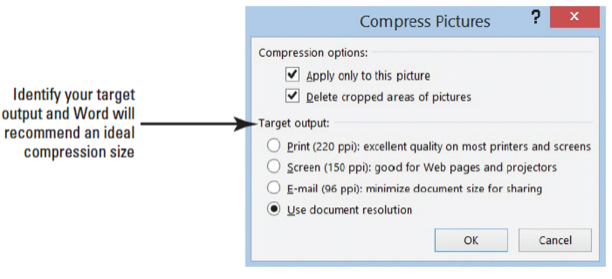 Compress Pictures
? x
Compression options:
Apply only to this picture
Delete cropped areas of pictures
Identify your target
output and Word will
recommend an ideal
compression size
Target output:
Print (220 ppi): excellent quality on most printers and screens
Screen (150 ppi): good for Web pages and projectors
E-mail (96 ppi): minimize document size for sharing
Use document resolution
OK Cancel